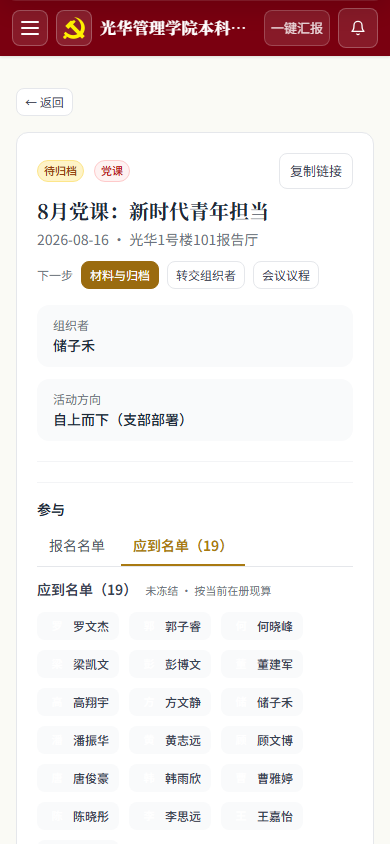 光华管理学院本科…
一键汇报
← 返回
待归档
党课
复制链接
8月党课：新时代青年担当
2026-08-16 · 光华1号楼101报告厅
下一步
材料与归档
转交组织者
会议议程
组织者
储子禾
活动方向
自上而下（支部部署）
参与
报名名单
应到名单（19）
应到名单（19） 未冻结 · 按当前在册现算
罗文杰 郭子睿 何晓峰
梁凯文 彭博文 董建军
高翔宇 方文静 储子禾
潘振华 黄志远 顾文博
唐俊豪 韩雨欣 曹雅婷
陈晓彤 李思远 王嘉怡